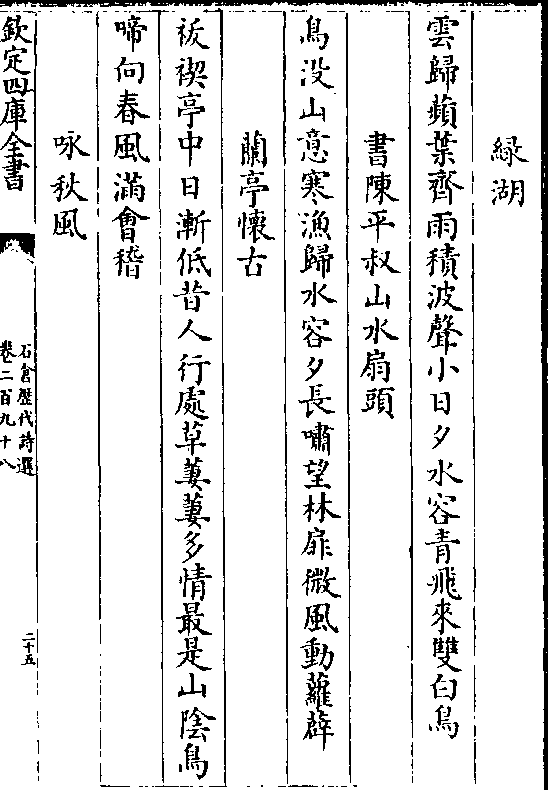 緑湖
雲歸蘋葉齊雨積波聲小日夕水容青飛來雙白鳥
書陳平叔山水扇頭
鳥没山意寒漁歸水容夕長嘯望林扉微風動蘿薜
蘭亭懷古
祓禊亭中日漸低昔人行處草萋萋多情最是山陰鳥
啼向春風滿會稽
咏秋風
欽定四庫全書
石倉歴代詩選
卷二百九十八
二十五